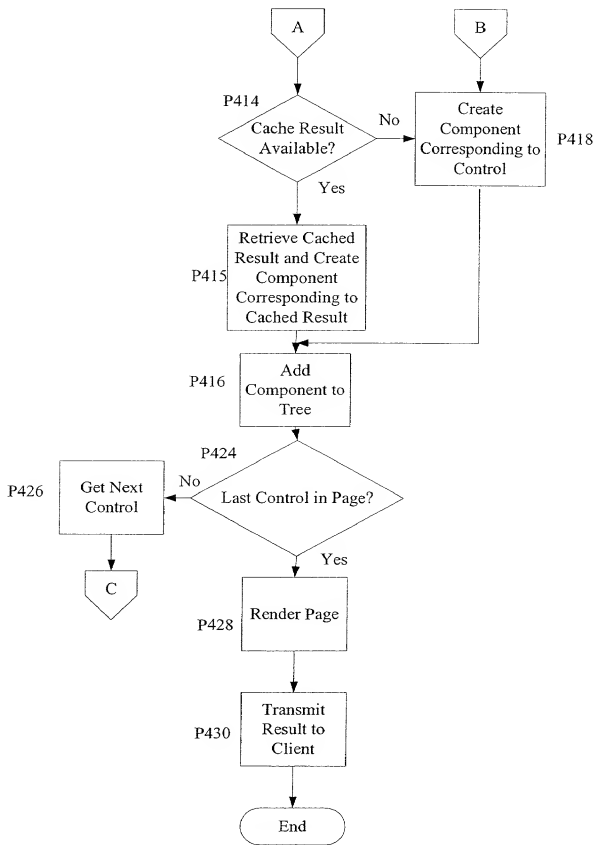 A
B
P414
Cache Result
Available?
No
Create
Component
Corresponding to
Control
P418
Yes
Retrieve Cached
Result and Create
Component
Corresponding to
Cached Result
P415
Add
Component to
Tree
P416
P424
Last Control in Page?
No
Get Next
Control
P426
C
Yes
Render Page
P428
Transmit
Result to
Client
P430
End